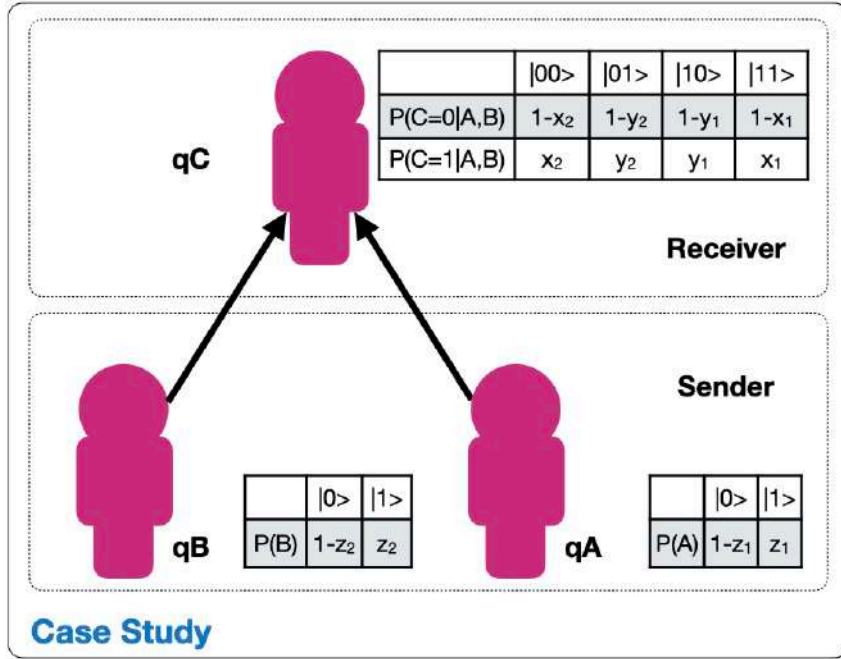 |00> |01> |10> |11>
P(C=0|A,B) 1-x₂ 1-y₂ 1-y₁ 1-x₁
P(C=1|A,B) x₂ y₂ y₁ x₁
qC
Receiver
Sender
|0> |1>
P(B) 1-z₂ z₂
qB
|0> |1>
P(A) 1-z₁ z₁
qA
Case Study